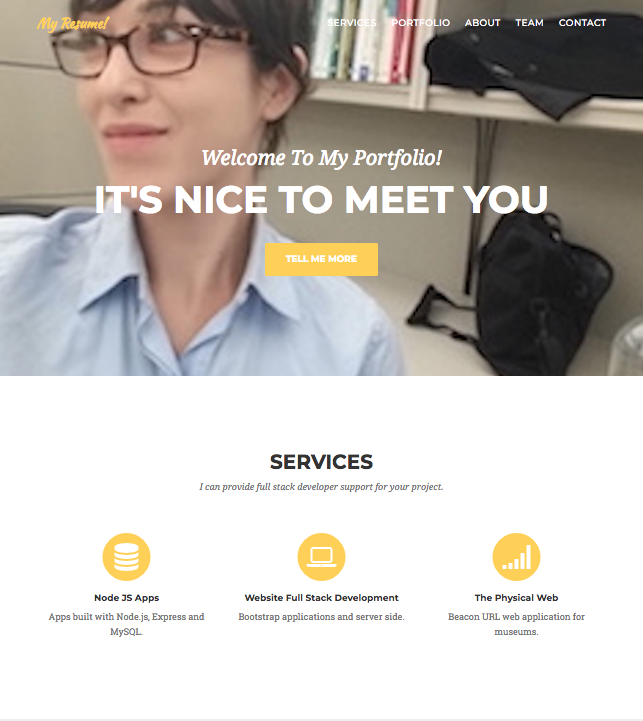 My Resume!
SERVICES PORTFOLIO ABOUT TEAM CONTACT
Welcome To My Portfolio!
IT'S NICE TO MEET YOU
TELL ME MORE
SERVICES
I can provide full stack developer support for your project.
Node JS Apps
Apps built with Node.js, Express and
MySQL.
Website Full Stack Development
Bootstrap applications and server side.
The Physical Web
Beacon URL web application for
museums.